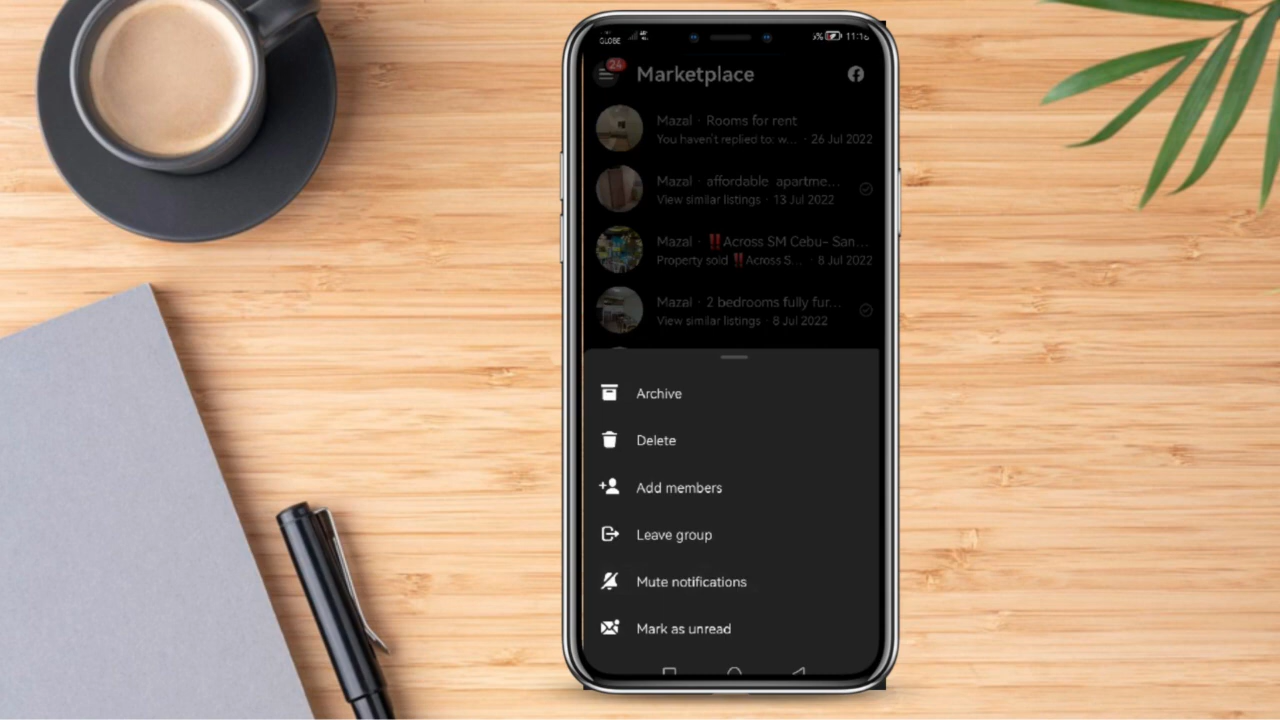 GLOBE
11:16
24
Marketplace
Mazal · Rooms for rent
You haven't replied to: w... · 26 Jul 2022
Mazal · affordable apartme...
View similar listings · 13 Jul 2022
Mazal · ‼️Across SM Cebu- San...
Property sold ‼️Across S... · 8 Jul 2022
Mazal · 2 bedrooms fully fur...
View similar listings · 8 Jul 2022
Archive
Delete
Add members
Leave group
Mute notifications
Mark as unread